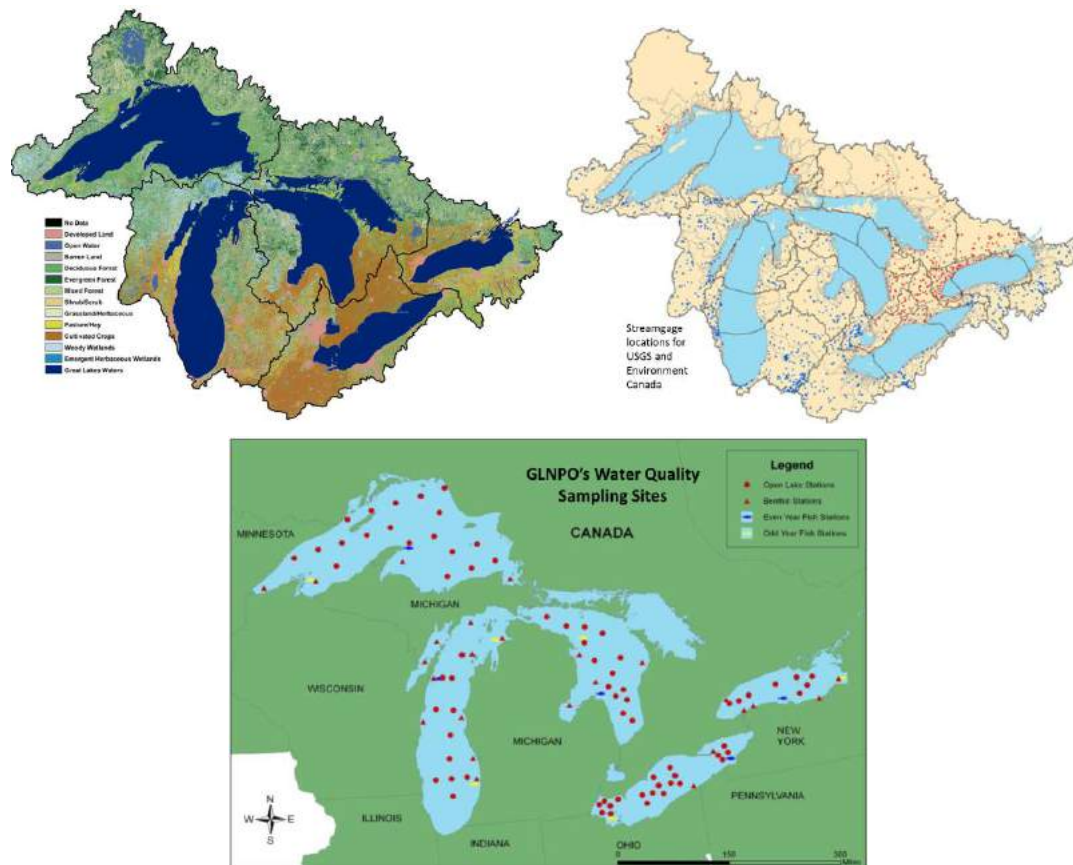 No Data
Developed Land
Open Water
Barren Land
Deciduous Forest
Evergreen Forest
Mixed Forest
Shrub/Scrub
Grassland/Herbaceous
Pasture/Hay
Cultivated Crops
Woody Wetlands
Emergent Herbaceous Wetlands
Great Lakes Waters
Streamgage
locations for
USGS and
Environment
Canada
GLNPO's Water Quality
Sampling Sites
Legend
Open Lake Stations
Benthic Stations
Even Year Fish Stations
Odd Year Fish Stations
CANADA
MINNESOTA
MICHIGAN
WISCONSIN
MICHIGAN
NEW
YORK
PENNSYLVANIA
ILLINOIS
INDIANA
OHIO
N
W
E
S
0
150
300
Miles